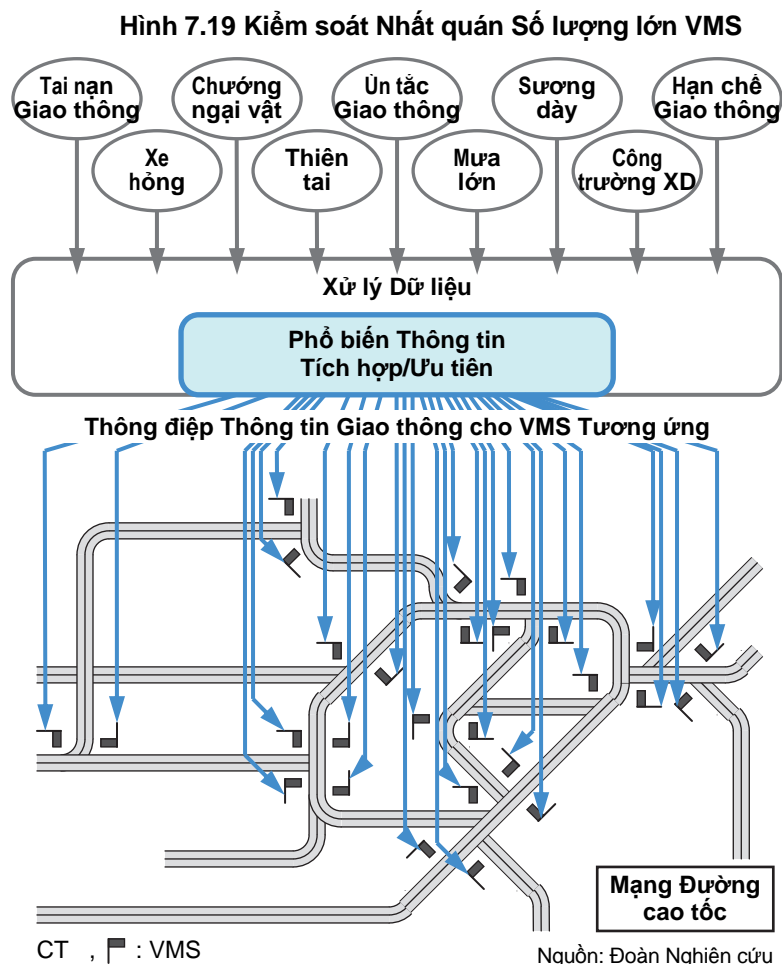 Hình 7.19 Kiểm soát Nhất quán Số lượng lớn VMS
Tai nạn
Giao thông
Chướng
ngại vật
Ùn tắc
Giao thông
Sương
dày
Hạn chế
Giao thông
Xe
hỏng
Thiên
tai
Mưa
lớn
Công
trường XD
Xử lý Dữ liệu
Phổ biến Thông tin
Tích hợp/Ưu tiên
Thông điệp Thông tin Giao thông cho VMS Tương ứng
Mạng Đường
cao tốc
CT , : VMS
Nguồn: Đoàn Nghiên cứu